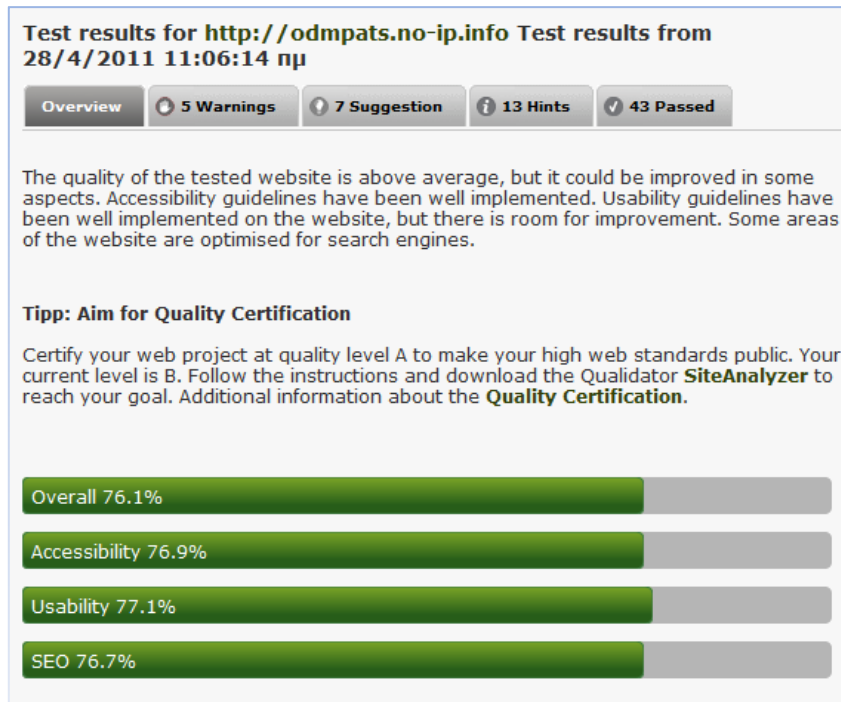 Test results for http://odmpats.no-ip.info Test results from
28/4/2011 11:06:14 πμ
Overview 5 Warnings 7 Suggestion 13 Hints 43 Passed
The quality of the tested website is above average, but it could be improved in some
aspects. Accessibility guidelines have been well implemented. Usability guidelines have
been well implemented on the website, but there is room for improvement. Some areas
of the website are optimised for search engines.
Tipp: Aim for Quality Certification
Certify your web project at quality level A to make your high web standards public. Your
current level is B. Follow the instructions and download the Qualidator SiteAnalyzer to
reach your goal. Additional information about the Quality Certification.
Overall 76.1%
Accessibility 76.9%
Usability 77.1%
SEO 76.7%